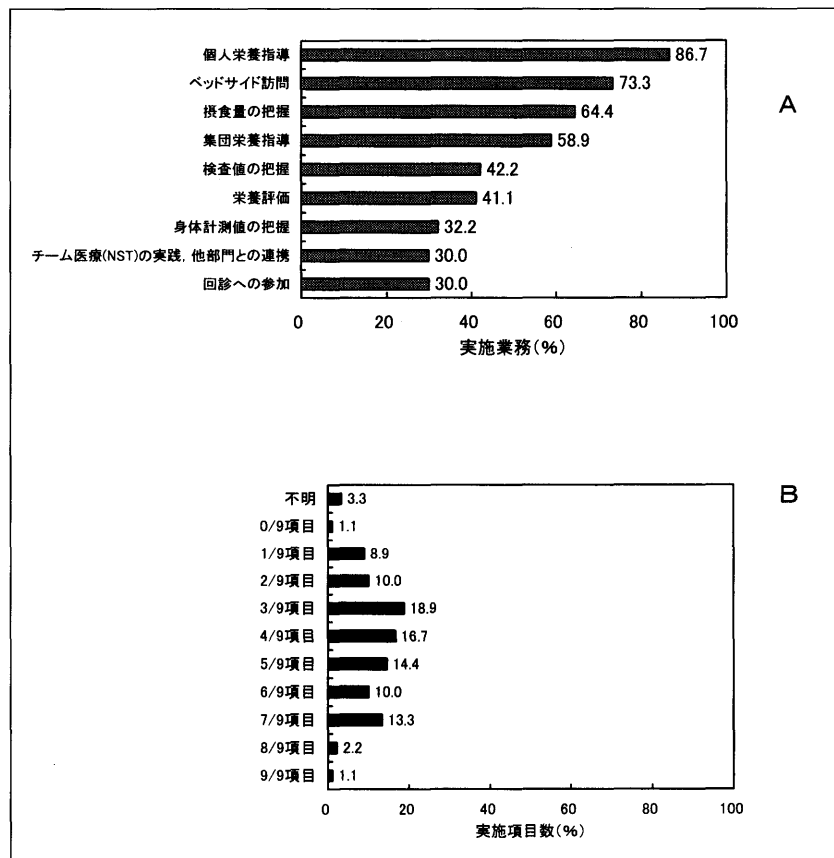 個人栄養指導 86.7
ベッドサイド訪問 73.3
摂食量の把握 64.4
集団栄養指導 58.9
検査値の把握 42.2
栄養評価 41.1
身体計測値の把握 32.2
チーム医療(NST)の実践, 他部門との連携 30.0
回診への参加 30.0
A
0 20 40 60 80 100
実施業務(%)
B
不明 3.3
0/9項目 1.1
1/9項目 8.9
2/9項目 10.0
3/9項目 18.9
4/9項目 16.7
5/9項目 14.4
6/9項目 10.0
7/9項目 13.3
8/9項目 2.2
9/9項目 1.1
0 20 40 60 80 100
実施項目数(%)